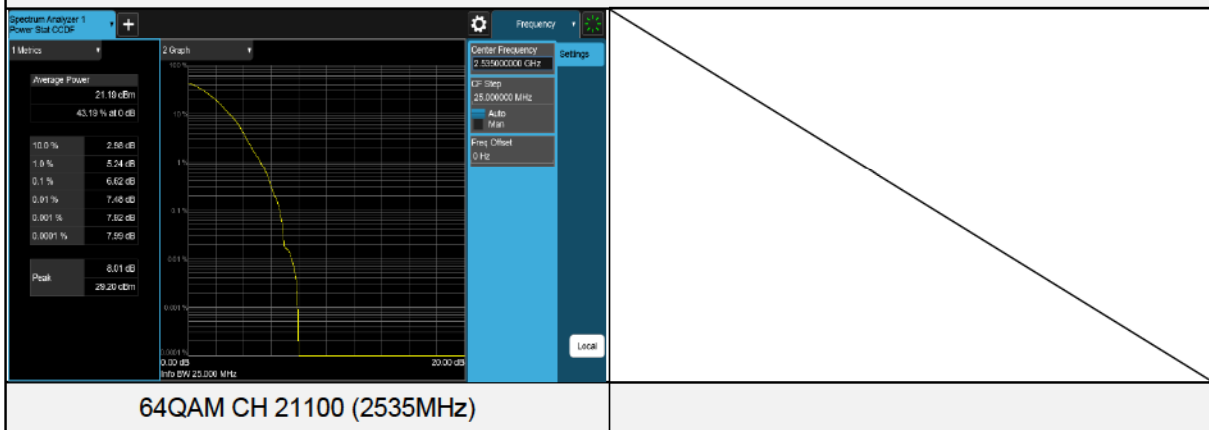 Spectrum Analyzer 1
Power Stat CCDF
+
Frequency
1 Metrics
2 Graph
Center Frequency
2.535000000 GHz
Settings
CF Step
25.000000 MHz
Auto
Man
Freq Offset
0 Hz
Average Power
21.19 dBm
43.19 % at 0 dB
10.0 % 2.98 dB
1.0 % 5.24 dB
0.1 % 6.62 dB
0.01 % 7.48 dB
0.001 % 7.92 dB
0.0001 % 7.99 dB
Peak 8.01 dB
29.20 dBm
100 %
10 %
1 %
0.1 %
0.01 %
0.001 %
0.0001 %
0.00 dB 20.00 dB
Info BW 25.000 MHz
Local
64QAM CH 21100 (2535MHz)